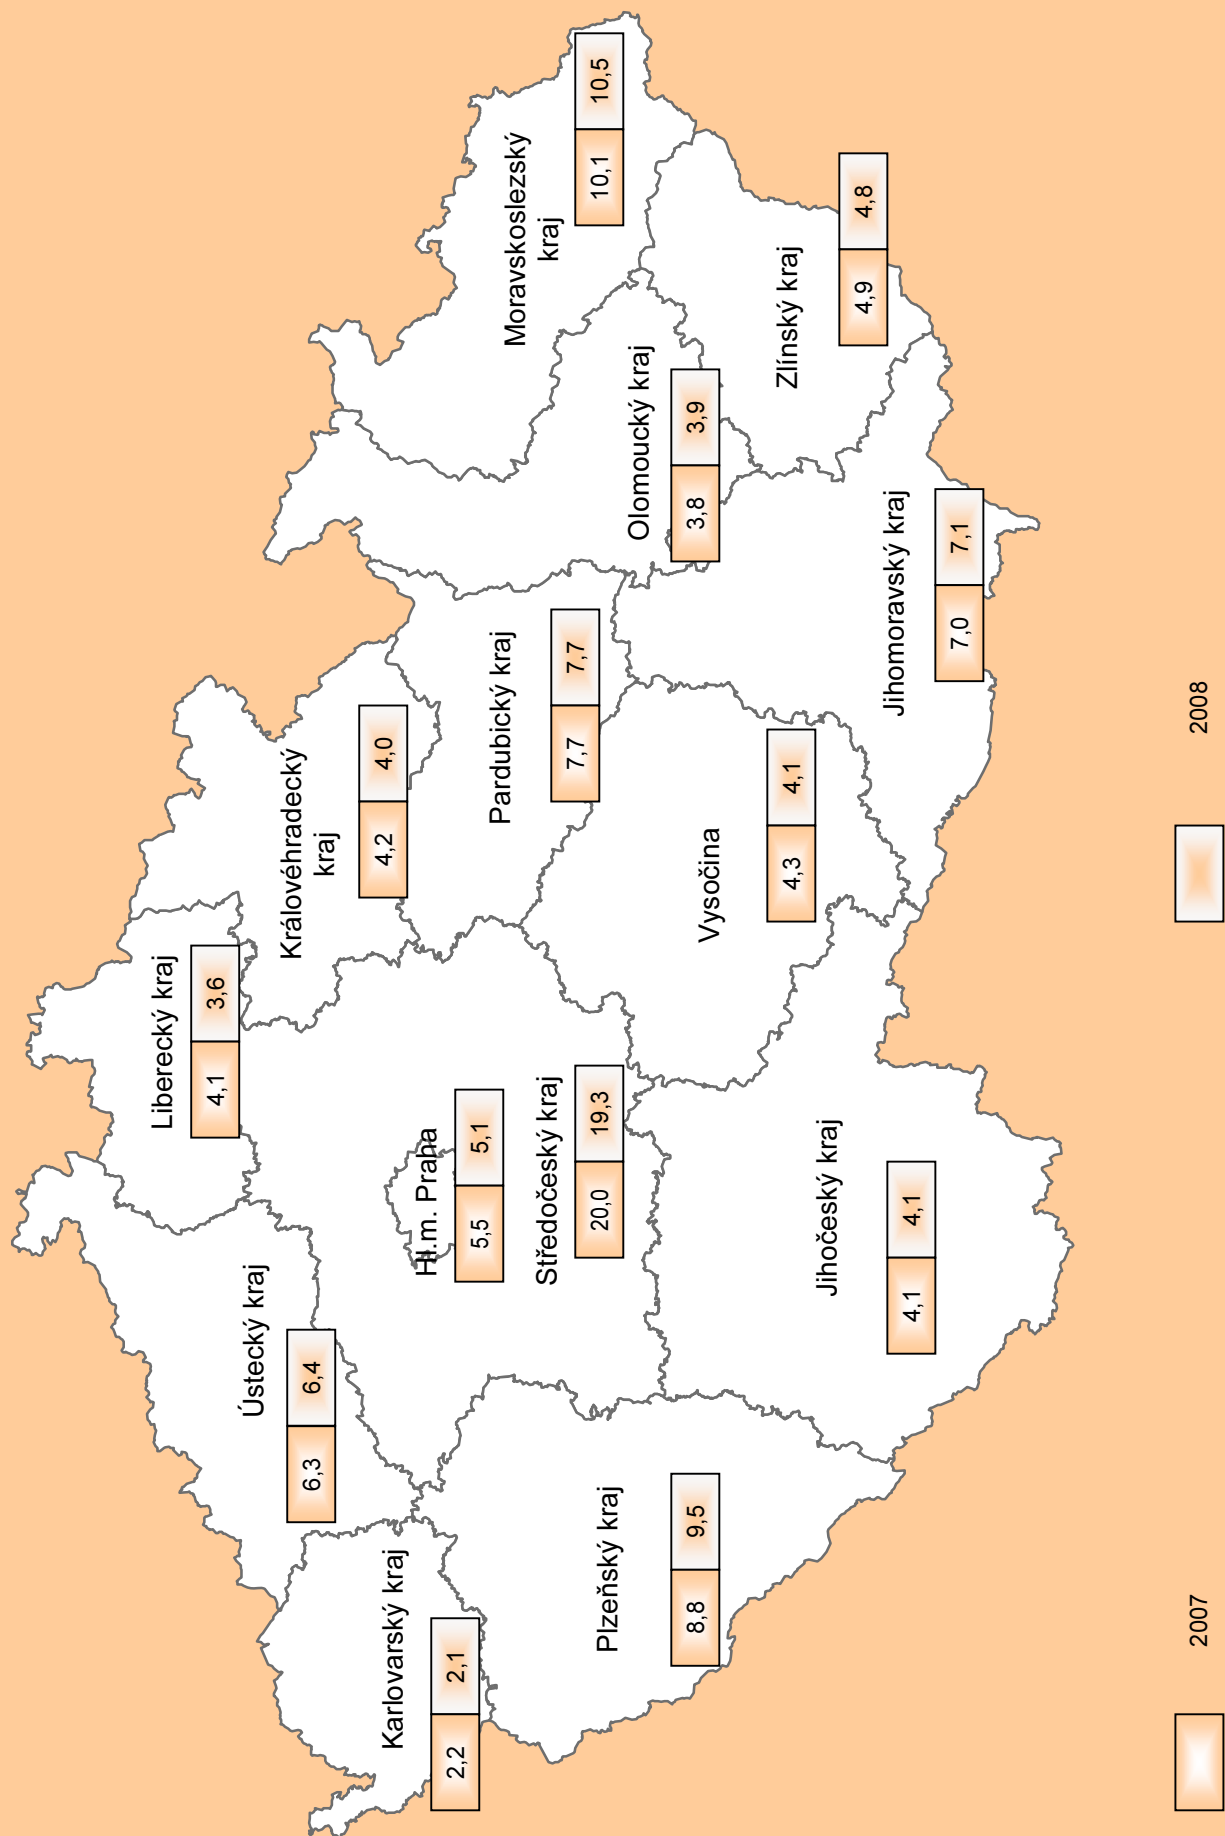 Liberecký kraj
4,1 3,6
Ústecký kraj
6,3 6,4
Královéhradecký
kraj
4,2 4,0
Karlovarský kraj
2,2 2,1
Hl.m. Praha
5,5 5,1
Pardubický kraj
7,7 7,7
Moravskoslezský
kraj
10,1 10,5
Středočeský kraj
20,0 19,3
Plzeňský kraj
8,8 9,5
Olomoucký kraj
3,8 3,9
Vysočina
4,3 4,1
Zlínský kraj
4,9 4,8
Jihočeský kraj
4,1 4,1
Jihomoravský kraj
7,0 7,1
2007
2008